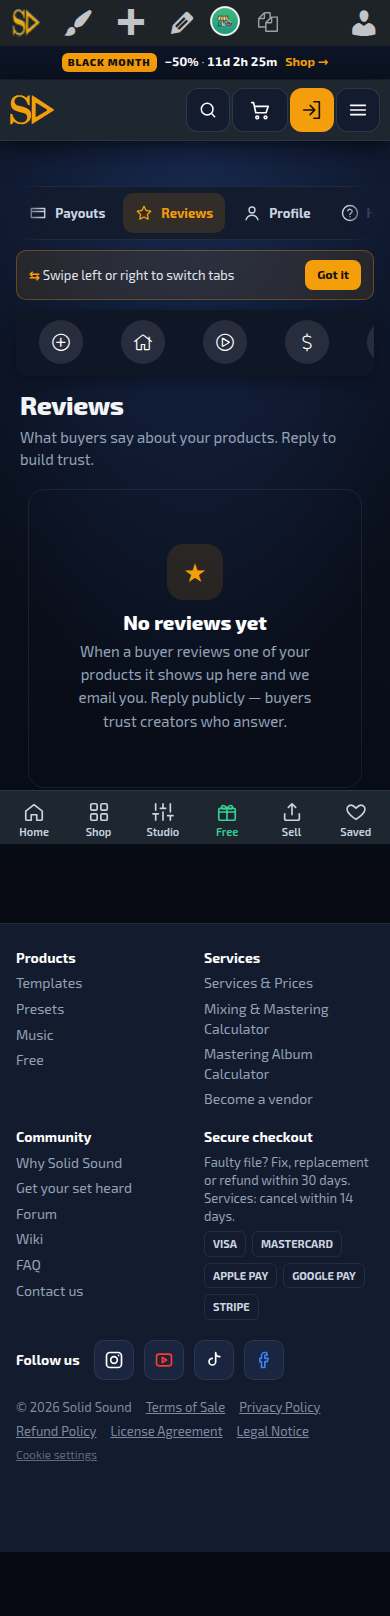 BLACK MONTH −50% · 11d 2h 25m Shop →
Payouts Reviews Profile
⇆ Swipe left or right to switch tabs Got it
Reviews
What buyers say about your products. Reply to
build trust.
No reviews yet
When a buyer reviews one of your
products it shows up here and we
email you. Reply publicly — buyers
trust creators who answer.
Home Shop Studio Free Sell Saved
Products
Templates
Presets
Music
Free
Services
Services & Prices
Mixing & Mastering
Calculator
Mastering Album
Calculator
Become a vendor
Community
Why Solid Sound
Get your set heard
Forum
Wiki
FAQ
Contact us
Secure checkout
Faulty file? Fix, replacement
or refund within 30 days.
Services: cancel within 14
days.
VISA MASTERCARD
APPLE PAY GOOGLE PAY
STRIPE
Follow us
© 2026 Solid Sound Terms of Sale Privacy Policy
Refund Policy License Agreement Legal Notice
Cookie settings